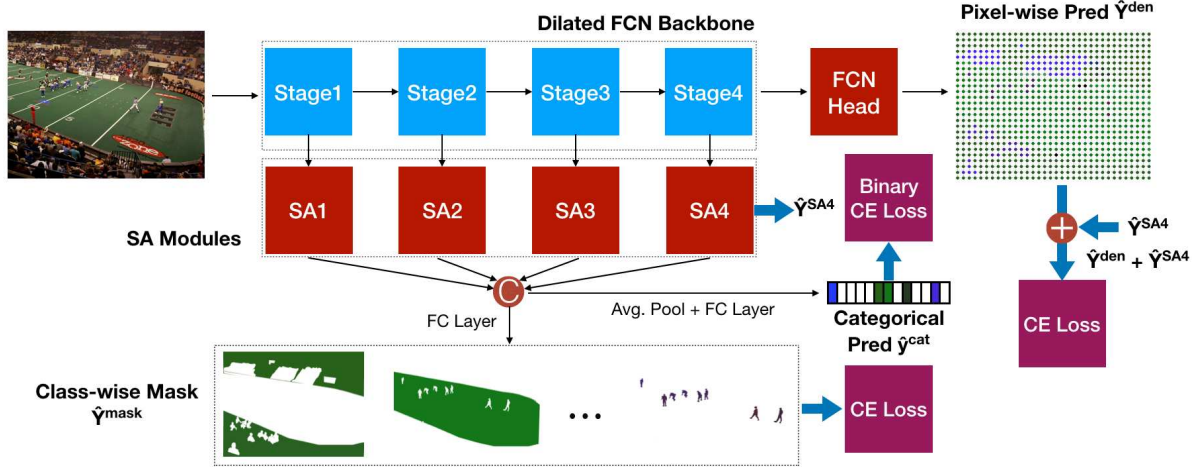 Dilated FCN Backbone
Pixel-wise Pred Ŷden
Stage1
Stage2
Stage3
Stage4
FCN
Head
SA1
SA2
SA3
SA4
ŶSA4
Binary
CE Loss
SA Modules
+
ŶSA4
Ŷden + ŶSA4
C
FC Layer
Avg. Pool + FC Layer
Categorical
Pred ŷcat
CE Loss
Class-wise Mask
Ŷmask
...
CE Loss